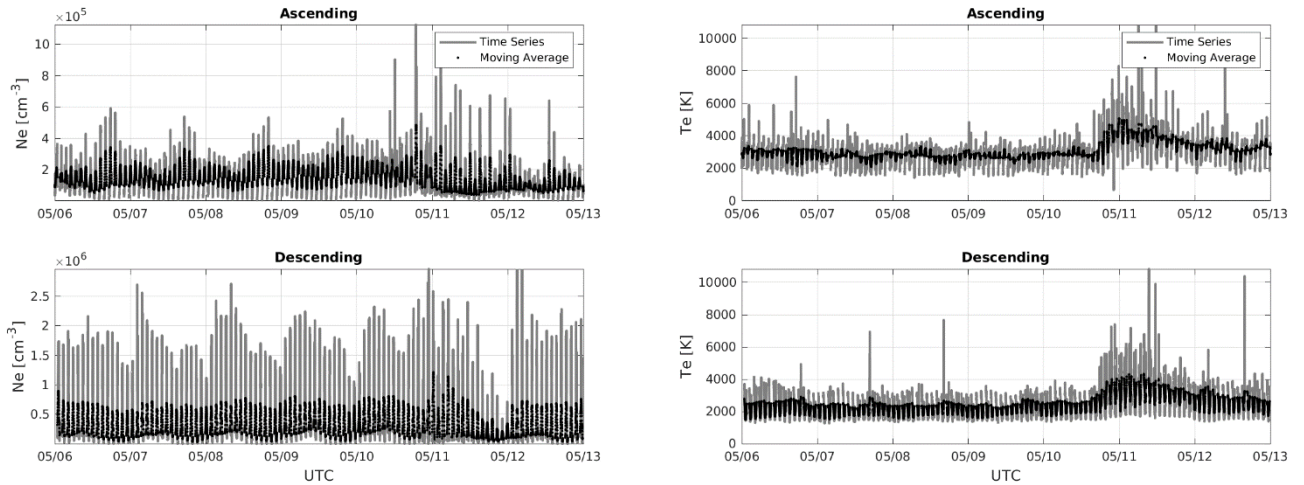 Ascending
×10⁵
Ne [cm⁻³]
10
8
6
4
2
Time Series
Moving Average
05/06 05/07 05/08 05/09 05/10 05/11 05/12 05/13
Ascending
Te [K]
10000
8000
6000
4000
2000
0
Time Series
Moving Average
05/06 05/07 05/08 05/09 05/10 05/11 05/12 05/13
Descending
×10⁶
Ne [cm⁻³]
2.5
2
1.5
1
0.5
05/06 05/07 05/08 05/09 05/10 05/11 05/12 05/13
UTC
Descending
Te [K]
10000
8000
6000
4000
2000
0
05/06 05/07 05/08 05/09 05/10 05/11 05/12 05/13
UTC